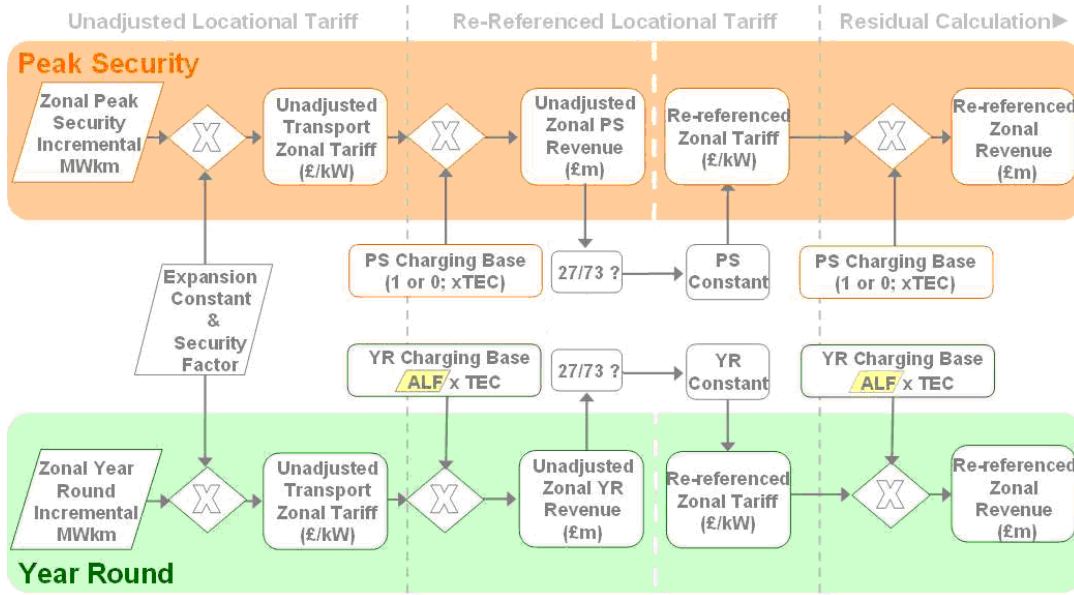 Unadjusted Locational Tariff
Re-Referenced Locational Tariff
Residual Calculation
Peak Security
Zonal Peak
Security
Incremental
MWkm
X
Unadjusted
Transport
Zonal Tariff
(£/kW)
X
Unadjusted
Zonal PS
Revenue
(£m)
Re-referenced
Zonal Tariff
(£/kW)
X
Re-referenced
Zonal
Revenue
(£m)
Expansion
Constant
&
Security
Factor
PS Charging Base
(1 or 0; xTEC)
27/73 ?
PS
Constant
PS Charging Base
(1 or 0; xTEC)
YR Charging Base
ALF x TEC
27/73 ?
YR
Constant
YR Charging Base
ALF x TEC
Zonal Year
Round
Incremental
MWkm
X
Unadjusted
Transport
Zonal Tariff
(£/kW)
X
Unadjusted
Zonal YR
Revenue
(£m)
Re-referenced
Zonal Tariff
(£/kW)
X
Re-referenced
Zonal
Revenue
(£m)
Year Round